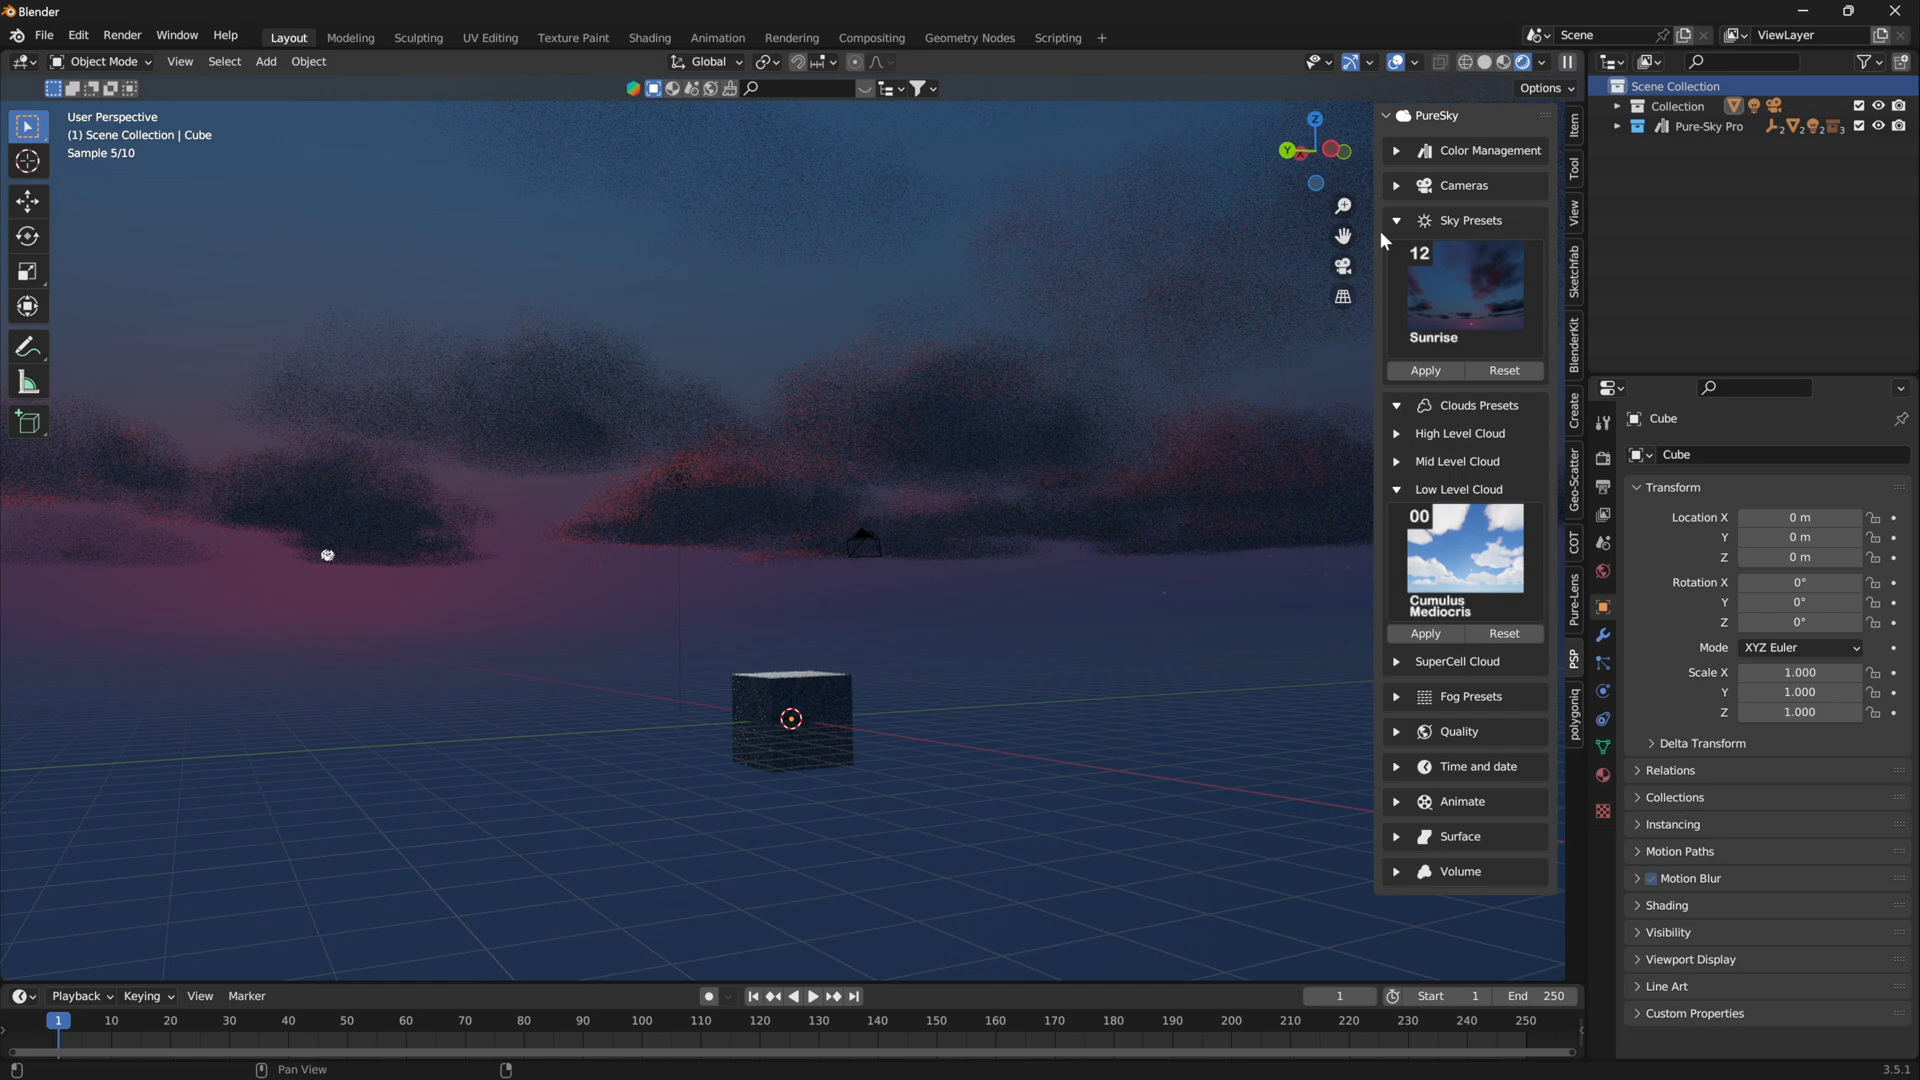 Blender
File Edit Render Window Help Layout Modeling Sculpting UV Editing Texture Paint Shading Animation Rendering Compositing Geometry Nodes Scripting + Scene ViewLayer
Object Mode View Select Add Object Global
Options
User Perspective
(1) Scene Collection | Cube
Sample 5/10
Z
Y
X
PureSky
Color Management
Cameras
Sky Presets
12
Sunrise
Apply Reset
Clouds Presets
High Level Cloud
Mid Level Cloud
Low Level Cloud
00
Cumulus
Mediocris
Apply Reset
SuperCell Cloud
Fog Presets
Quality
Time and date
Animate
Surface
Volume
Item
Tool
View
Sketchfab
BlenderKit
Create
Geo-Scatter
COT
Pure-Lens
PSP
polygoniq
Scene Collection
Collection
Pure-Sky Pro 2 2 2 3
Cube
Cube
Transform
Location X 0 m
Y 0 m
Z 0 m
Rotation X 0°
Y 0°
Z 0°
Mode XYZ Euler
Scale X 1.000
Y 1.000
Z 1.000
Delta Transform
Relations
Collections
Instancing
Motion Paths
Motion Blur
Shading
Visibility
Viewport Display
Line Art
Custom Properties
Playback Keying View Marker 1 Start 1 End 250
1 10 20 30 40 50 60 70 80 90 100 110 120 130 140 150 160 170 180 190 200 210 220 230 240 250
Pan View 3.5.1